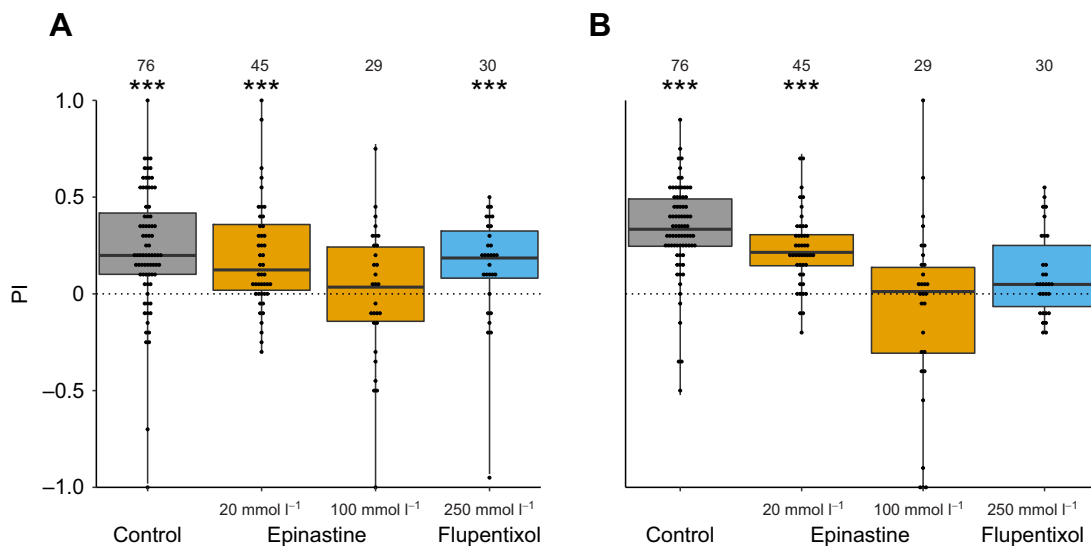 A B
76 45 29 30 76 45 29 30
*** *** *** *** ***
1.0
0.5
0
–0.5
–1.0
PI
20 mmol l⁻¹ 100 mmol l⁻¹ 250 mmol l⁻¹ 20 mmol l⁻¹ 100 mmol l⁻¹ 250 mmol l⁻¹
Control Epinastine Flupentixol Control Epinastine Flupentixol